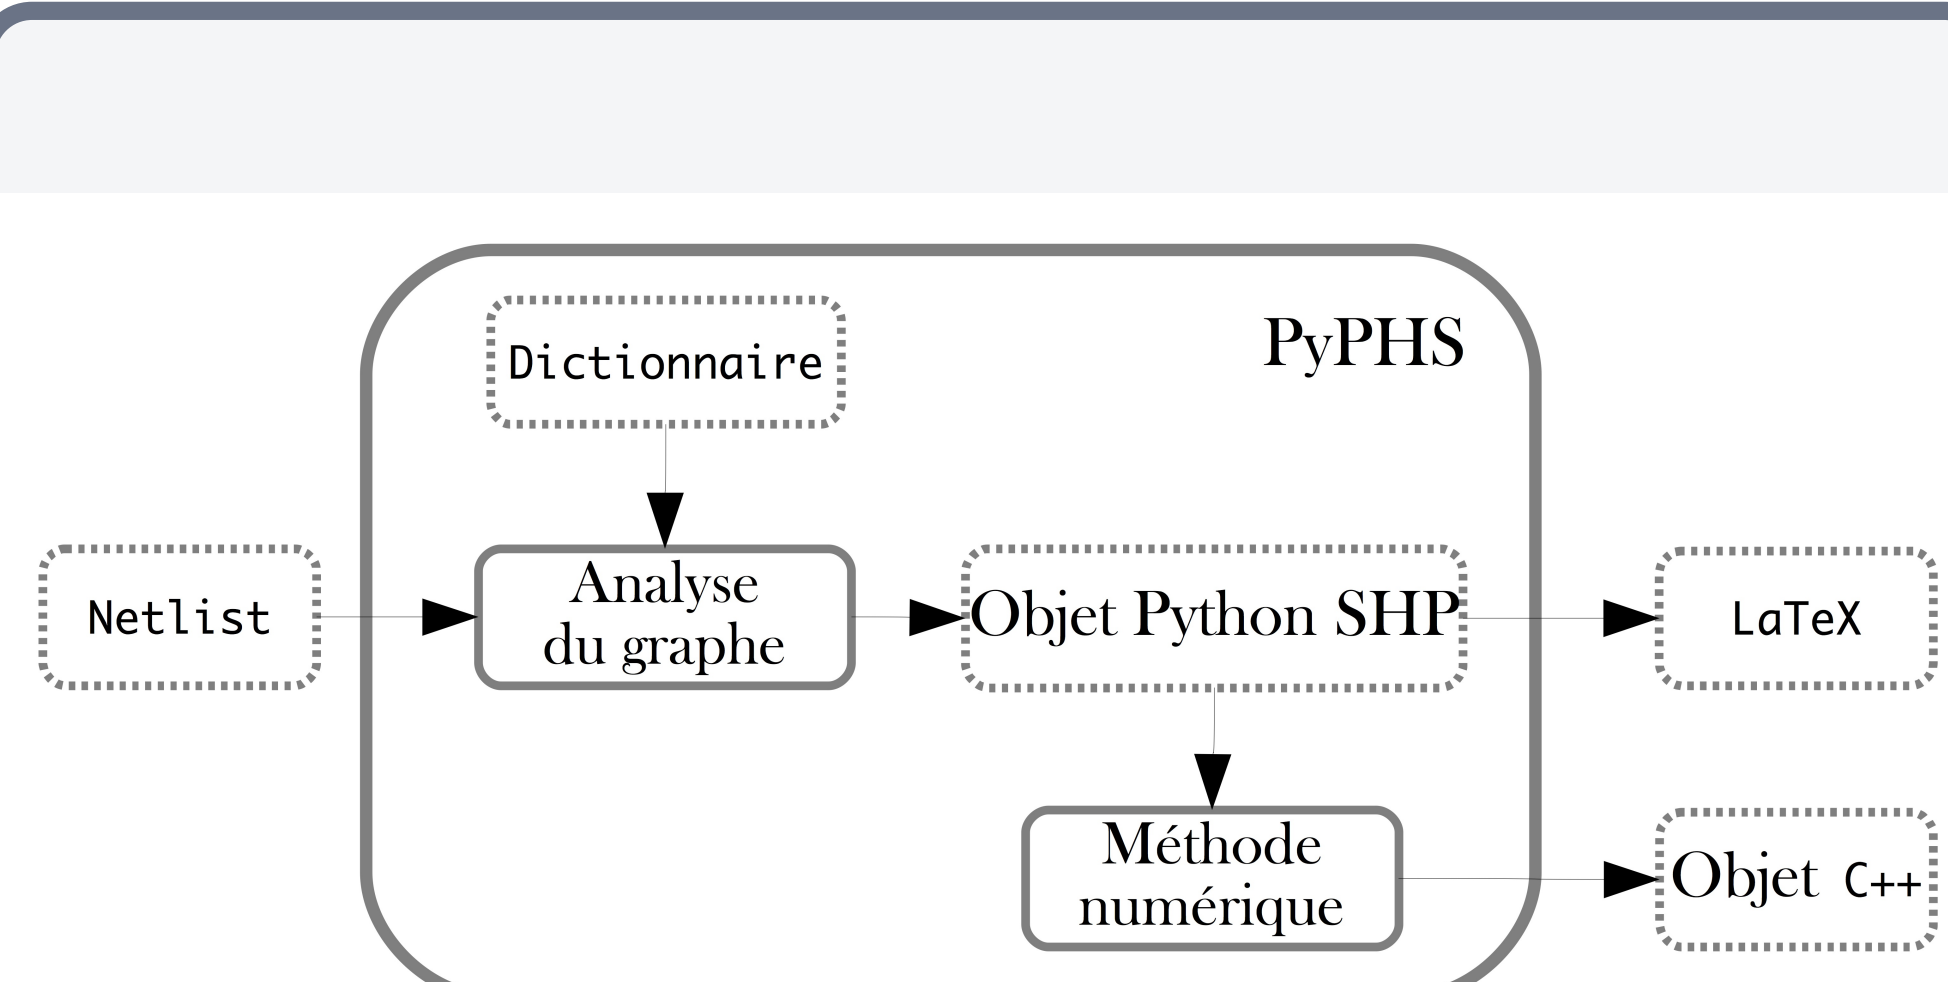 PyPHS
Dictionnaire
Netlist
Analyse
du graphe
Objet Python SHP
LaTeX
Méthode
numérique
Objet C++